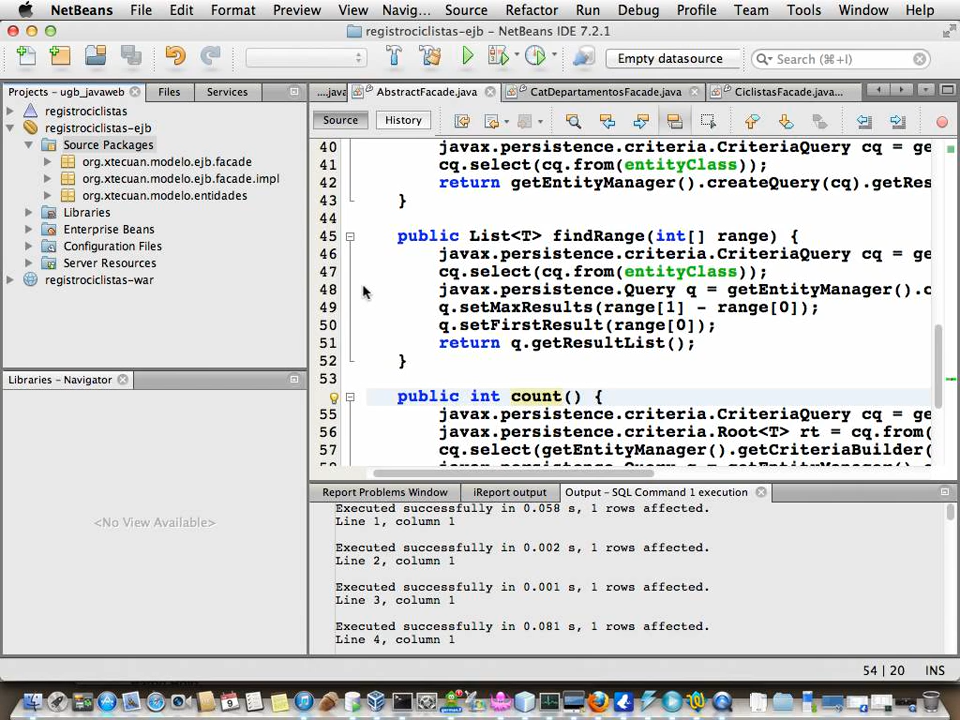 NetBeans File Edit Format Preview View Navig... Source Refactor Run Debug Profile Team Tools Window Help
registrociclistas-ejb - NetBeans IDE 7.2.1
Empty datasource
Search (⌘+I)
Projects - ugb_javaweb Files Services
...java AbstractFacade.java CatDepartamentosFacade.java CiclistasFacade.java...
registrociclistas
registrociclistas-ejb
Source Packages
org.xtecuan.modelo.ejb.facade
org.xtecuan.modelo.ejb.facade.impl
org.xtecuan.modelo.entidades
Libraries
Enterprise Beans
Configuration Files
Server Resources
registrociclistas-war
Source History
40 javax.persistence.criteria.CriteriaQuery cq = ge
41 cq.select(cq.from(entityClass));
42 return getEntityManager().createQuery(cq).getRes
43 }
44
45 public List<T> findRange(int[] range) {
46 javax.persistence.criteria.CriteriaQuery cq = ge
47 cq.select(cq.from(entityClass));
48 javax.persistence.Query q = getEntityManager().c
49 q.setMaxResults(range[1] - range[0]);
50 q.setFirstResult(range[0]);
51 return q.getResultList();
52 }
53
public int count() {
55 javax.persistence.criteria.CriteriaQuery cq = ge
56 javax.persistence.criteria.Root<T> rt = cq.from(
57 cq.select(getEntityManager().getCriteriaBuilder(
javax.persistence.Query q = getEntityManager()
Libraries - Navigator
<No View Available>
Report Problems Window iReport output Output - SQL Command 1 execution
Executed successfully in 0.058 s, 1 rows affected.
Line 1, column 1
Executed successfully in 0.002 s, 1 rows affected.
Line 2, column 1
Executed successfully in 0.001 s, 1 rows affected.
Line 3, column 1
Executed successfully in 0.081 s, 1 rows affected.
Line 4, column 1
54 | 20 INS